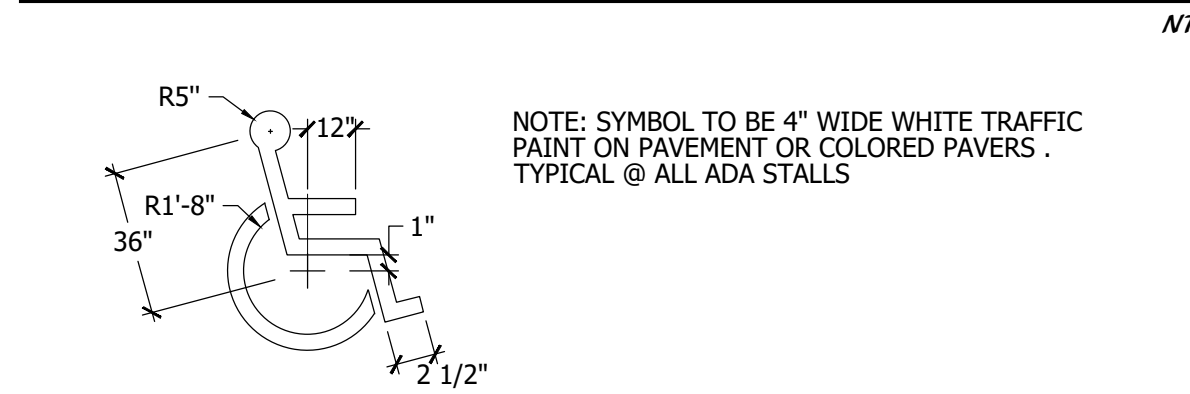 NT
R5"
12"
NOTE: SYMBOL TO BE 4" WIDE WHITE TRAFFIC
PAINT ON PAVEMENT OR COLORED PAVERS .
TYPICAL @ ALL ADA STALLS
R1'-8"
1"
36"
2 1/2"